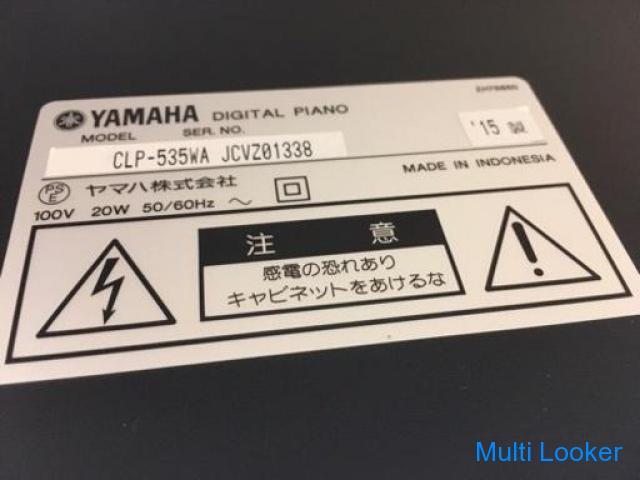 YAMAHA DIGITAL PIANO
MODEL SER. NO.
CLP-535WA JCVZ01338
'15 製
MADE IN INDONESIA
PS E
ヤマハ株式会社
100V 20W 50/60Hz ～
注 意
感電の恐れあり
キャビネットをあけるな
Multi Looker